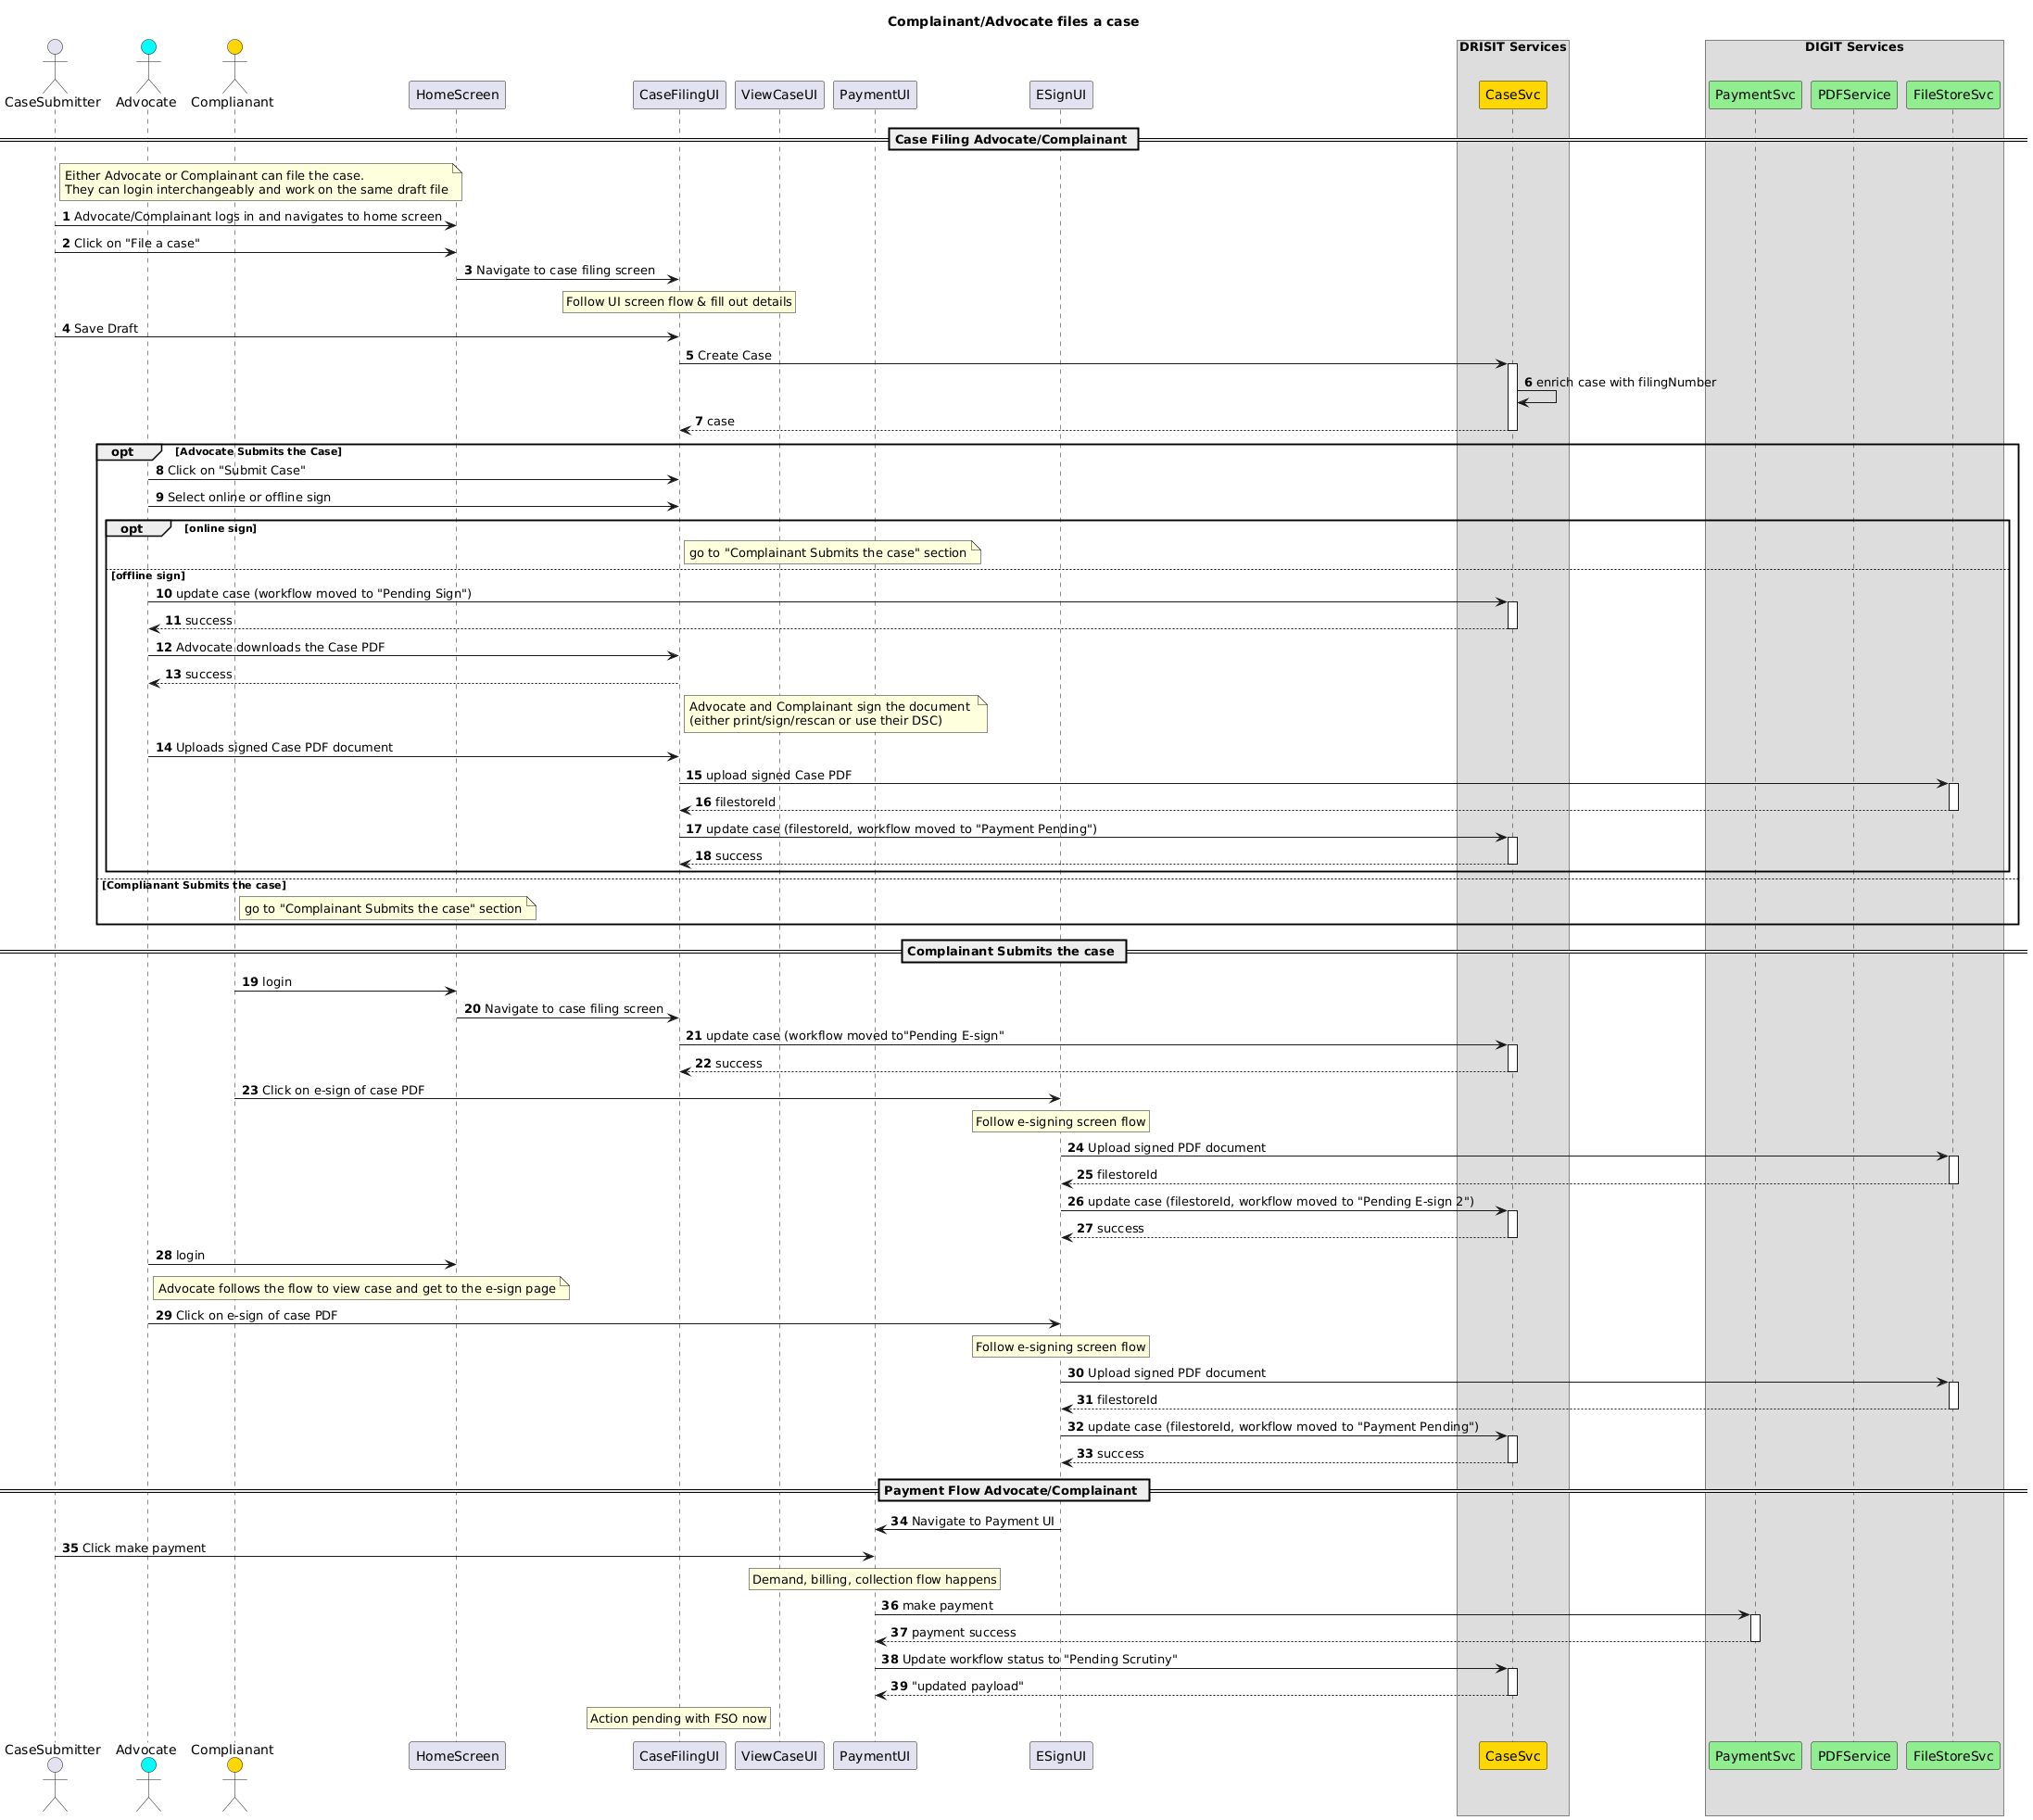 Complainant/Advocate files a case
DRISIT Services
DIGIT Services
CaseSubmitter
Advocate
Complianant
HomeScreen
CaseFilingUI
ViewCaseUI
PaymentUI
ESignUI
CaseSvc
PaymentSvc
PDFService
FileStoreSvc
Case Filing Advocate/Complainant
Either Advocate or Complainant can file the case.
They can login interchangeably and work on the same draft file
1 Advocate/Complainant logs in and navigates to home screen
2 Click on "File a case"
3 Navigate to case filing screen
Follow UI screen flow & fill out details
4 Save Draft
5 Create Case
6 enrich case with filingNumber
7 case
opt [Advocate Submits the Case]
8 Click on "Submit Case"
9 Select online or offline sign
opt [online sign]
go to "Complainant Submits the case" section
[offline sign]
10 update case (workflow moved to "Pending Sign")
11 success
12 Advocate downloads the Case PDF
13 success
Advocate and Complainant sign the document
(either print/sign/rescan or use their DSC)
14 Uploads signed Case PDF document
15 upload signed Case PDF
16 filestoreId
17 update case (filestoreId, workflow moved to "Payment Pending")
18 success
[Complianant Submits the case]
go to "Complainant Submits the case" section
Complainant Submits the case
19 login
20 Navigate to case filing screen
21 update case (workflow moved to"Pending E-sign"
22 success
23 Click on e-sign of case PDF
Follow e-signing screen flow
24 Upload signed PDF document
25 filestoreId
26 update case (filestoreId, workflow moved to "Pending E-sign 2")
27 success
28 login
Advocate follows the flow to view case and get to the e-sign page
29 Click on e-sign of case PDF
Follow e-signing screen flow
30 Upload signed PDF document
31 filestoreId
32 update case (filestoreId, workflow moved to "Payment Pending")
33 success
Payment Flow Advocate/Complainant
34 Navigate to Payment UI
35 Click make payment
Demand, billing, collection flow happens
36 make payment
37 payment success
38 Update workflow status to "Pending Scrutiny"
39 "updated payload"
Action pending with FSO now
CaseSubmitter
Advocate
Complianant
HomeScreen
CaseFilingUI
ViewCaseUI
PaymentUI
ESignUI
CaseSvc
PaymentSvc
PDFService
FileStoreSvc